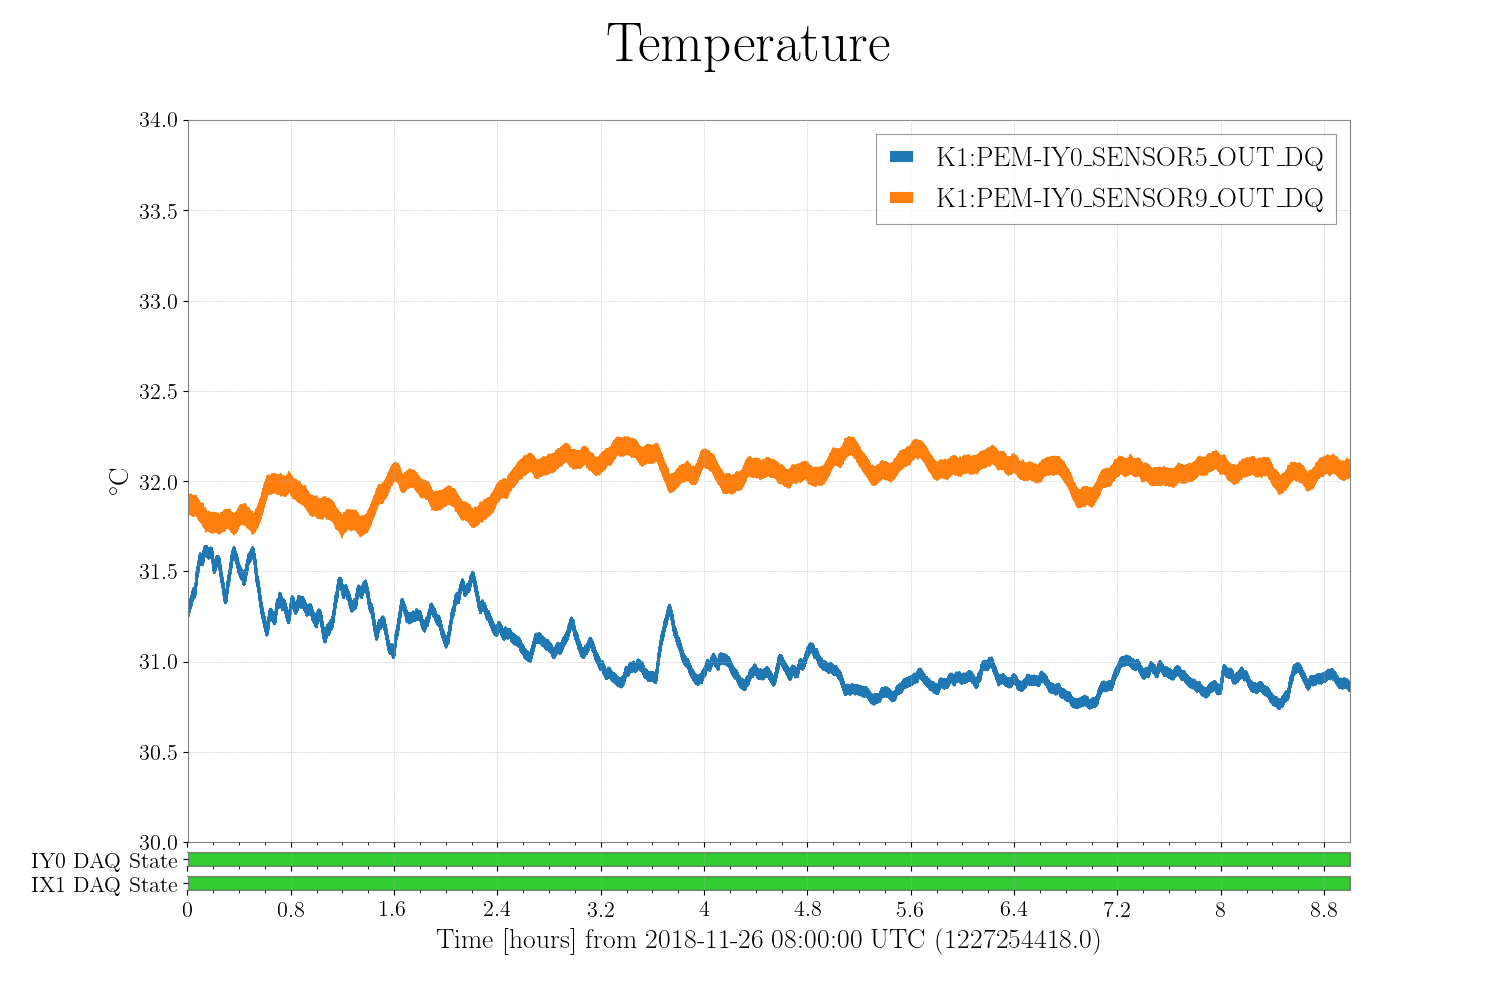 Temperature
34.0
33.5
33.0
32.5
32.0
31.5
31.0
30.5
30.0
°C
K1:PEM-IY0_SENSOR5_OUT_DQ
K1:PEM-IY0_SENSOR9_OUT_DQ
IY0 DAQ State
IX1 DAQ State
0 0.8 1.6 2.4 3.2 4 4.8 5.6 6.4 7.2 8 8.8
Time [hours] from 2018-11-26 08:00:00 UTC (1227254418.0)